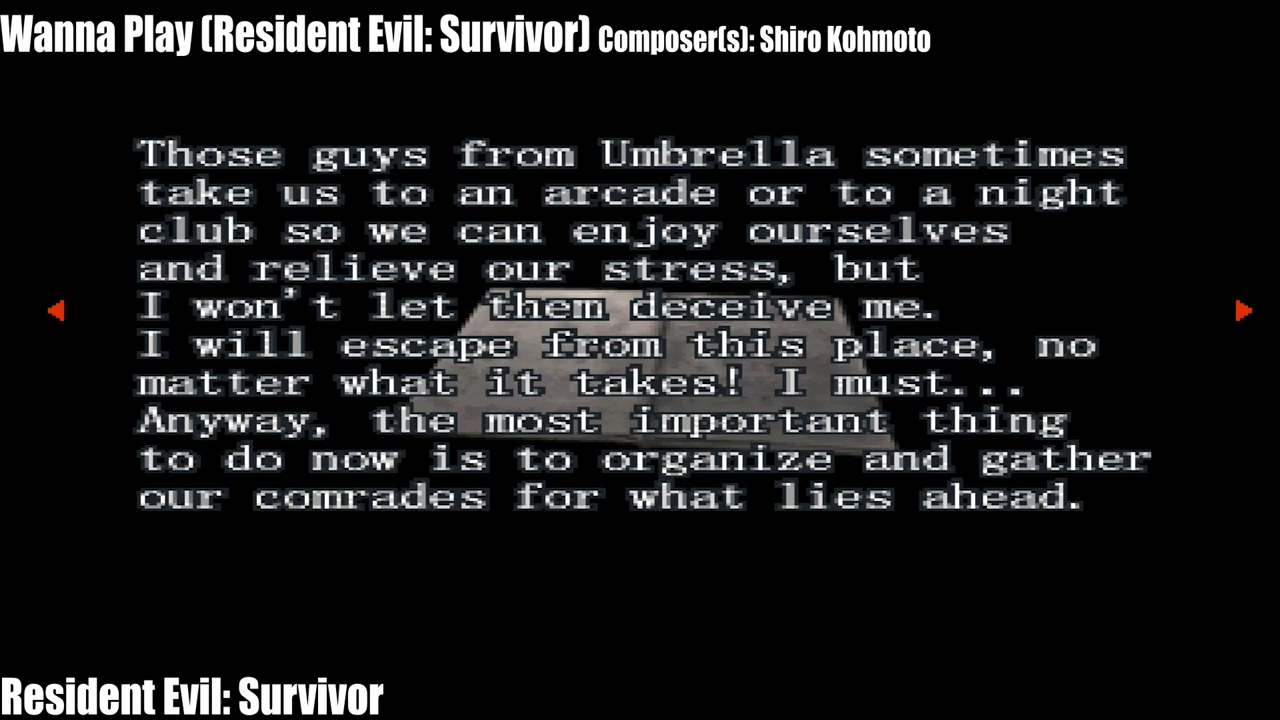 Wanna Play (Resident Evil: Survivor) Composer(s): Shiro Kohmoto
Those guys from Umbrella sometimes
take us to an arcade or to a night
club so we can enjoy ourselves
and relieve our stress, but
I won't let them deceive me.
I will escape from this place, no
matter what it takes! I must...
Anyway, the most important thing
to do now is to organize and gather
our comrades for what lies ahead.
Resident Evil: Survivor